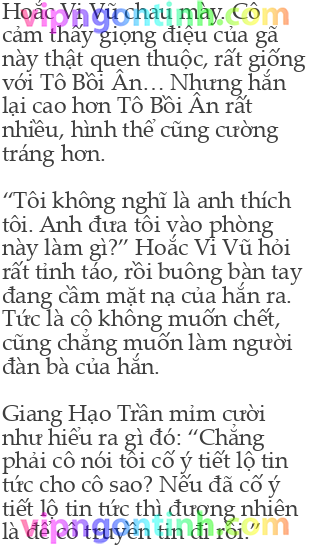 vipngontinh.com
Hoắc Vi Vũ chau mày. Cô
cảm thấy giọng điệu của gã
này thật quen thuộc, rất giống
với Tô Bồi Ân… Nhưng hắn
lại cao hơn Tô Bồi Ân rất
nhiều, hình thể cũng cường
tráng hơn.
“Tôi không nghĩ là anh thích
tôi. Anh đưa tôi vào phòng
này làm gì?” Hoắc Vi Vũ hỏi
rất tỉnh táo, rồi buông bàn tay
đang cầm mặt nạ của hắn ra.
Tức là cô không muốn chết,
cũng chẳng muốn làm người
đàn bà của hắn.
Giang Hạo Trần mỉm cười
như hiểu ra gì đó: “Chẳng
phải cô nói tôi cố ý tiết lộ tin
tức cho cô sao? Nếu đã cố ý
tiết lộ tin tức thì đương nhiên
là để cô truyền tin đi rồi.”
vipngontinh.com